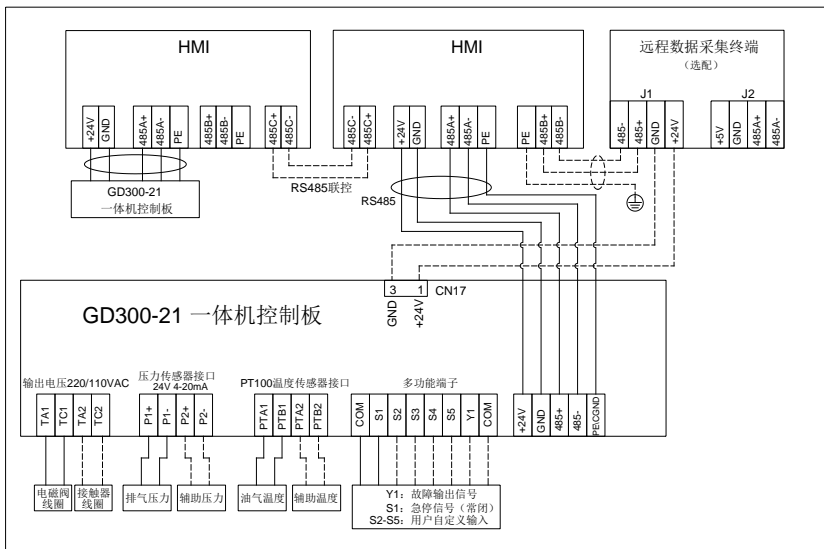 HMI
HMI
远程数据采集终端
（选配）
J1
J2
+24V
GND
485A+
485A-
PE
485B+
485B-
PE
485C+
485C-
485C-
485C+
+24V
GND
485A+
485A-
PE
PE
485B+
485B-
485-
485+
GND
+24V
+5V
GND
485A+
485A-
GD300-21
一体机控制板
RS485联控
RS485
3
1
CN17
GND
+24V
GD300-21 一体机控制板
输出电压220/110VAC
压力传感器接口
24V 4-20mA
PT100温度传感器接口
多功能端子
TA1
TC1
TA2
TC2
P1+
P1-
P2+
P2-
PTA1
PTB1
PTA2
PTB2
COM
S1
S2
S3
S4
S5
Y1
COM
+24V
GND
485+
485-
PE\CGND
电磁阀
线圈
接触器
线圈
排气压力
辅助压力
油气温度
辅助温度
Y1：故障输出信号
S1：急停信号（常闭）
S2-S5：用户自定义输入